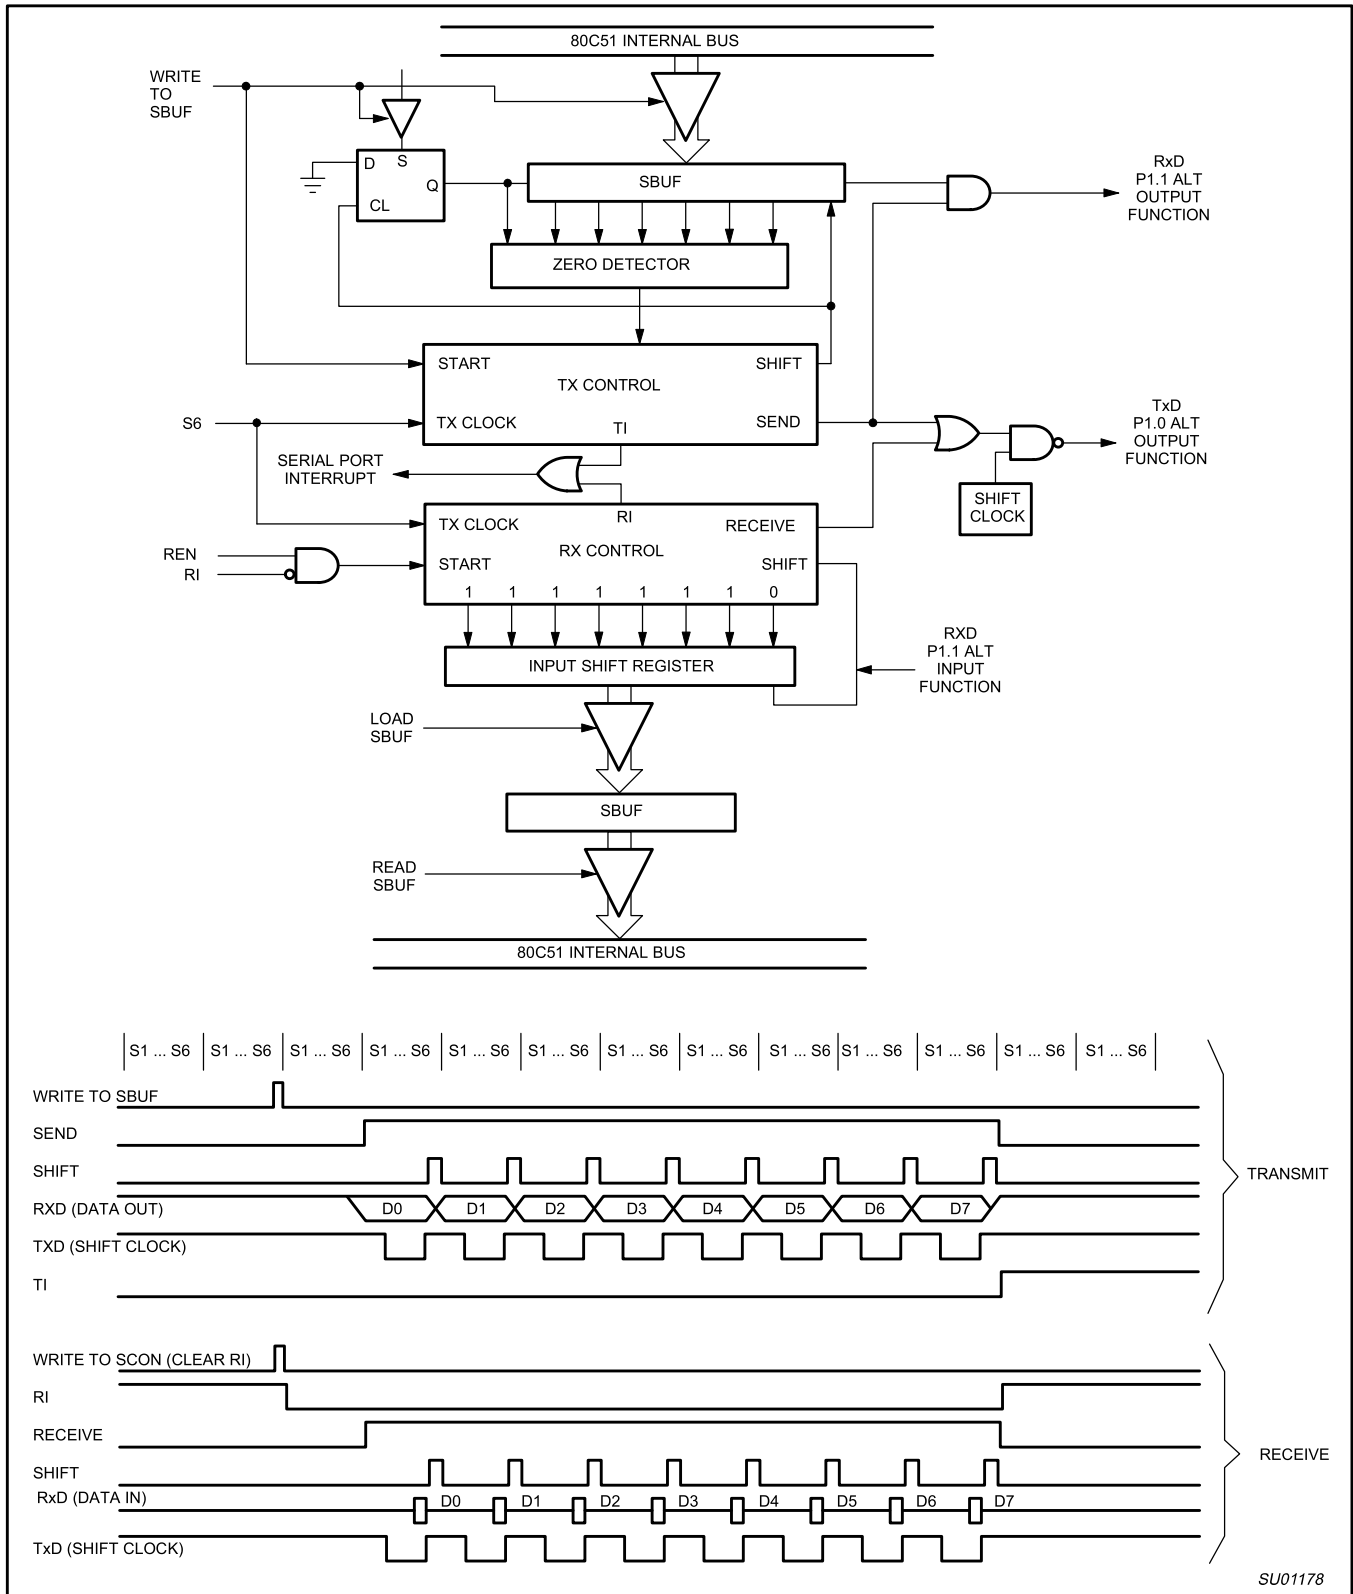 80C51 INTERNAL BUS
WRITE
TO
SBUF
D
S
Q
CL
SBUF
RxD
P1.1 ALT
OUTPUT
FUNCTION
ZERO DETECTOR
START
SHIFT
TX CONTROL
S6
TX CLOCK
TI
SEND
TxD
P1.0 ALT
OUTPUT
FUNCTION
SERIAL PORT
INTERRUPT
SHIFT
CLOCK
TX CLOCK
RI
RECEIVE
RX CONTROL
REN
RI
START
SHIFT
1 1 1 1 1 1 1 0
RXD
P1.1 ALT
INPUT
FUNCTION
INPUT SHIFT REGISTER
LOAD
SBUF
SBUF
READ
SBUF
80C51 INTERNAL BUS
S1 ... S6 S1 ... S6 S1 ... S6 S1 ... S6 S1 ... S6 S1 ... S6 S1 ... S6 S1 ... S6 S1 ... S6 S1 ... S6 S1 ... S6 S1 ... S6 S1 ... S6
WRITE TO SBUF
SEND
SHIFT
TRANSMIT
RXD (DATA OUT) D0 D1 D2 D3 D4 D5 D6 D7
TXD (SHIFT CLOCK)
TI
WRITE TO SCON (CLEAR RI)
RI
RECEIVE
RECEIVE
SHIFT
RxD (DATA IN) D0 D1 D2 D3 D4 D5 D6 D7
TxD (SHIFT CLOCK)
SU01178